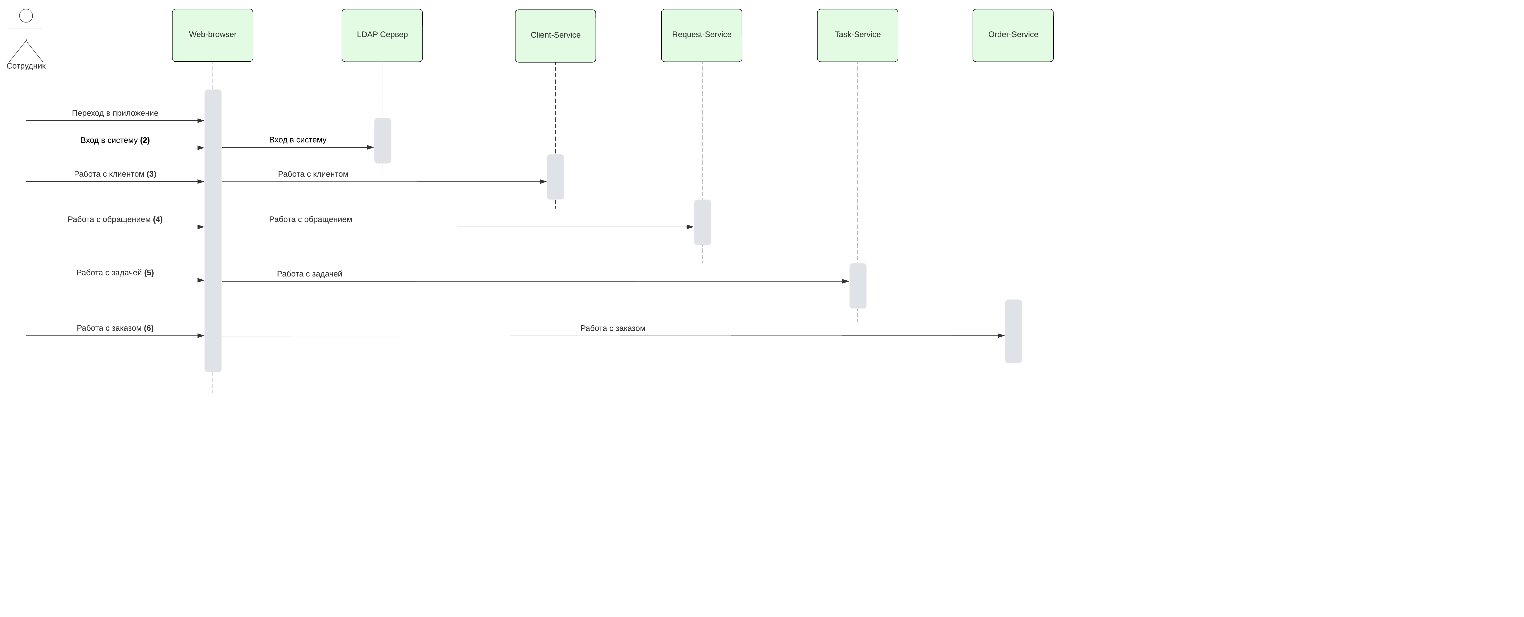 Web-browser
LDAP Сервер
Client-Service
Request-Service
Task-Service
Order-Service
Сотрудник
Переход в приложение
Вход в систему (2)
Вход в систему
Работа с клиентом (3)
Работа с клиентом
Работа с обращением (4)
Работа с обращением
Работа с задачей (5)
Работа с задачей
Работа с заказом (6)
Работа с заказом